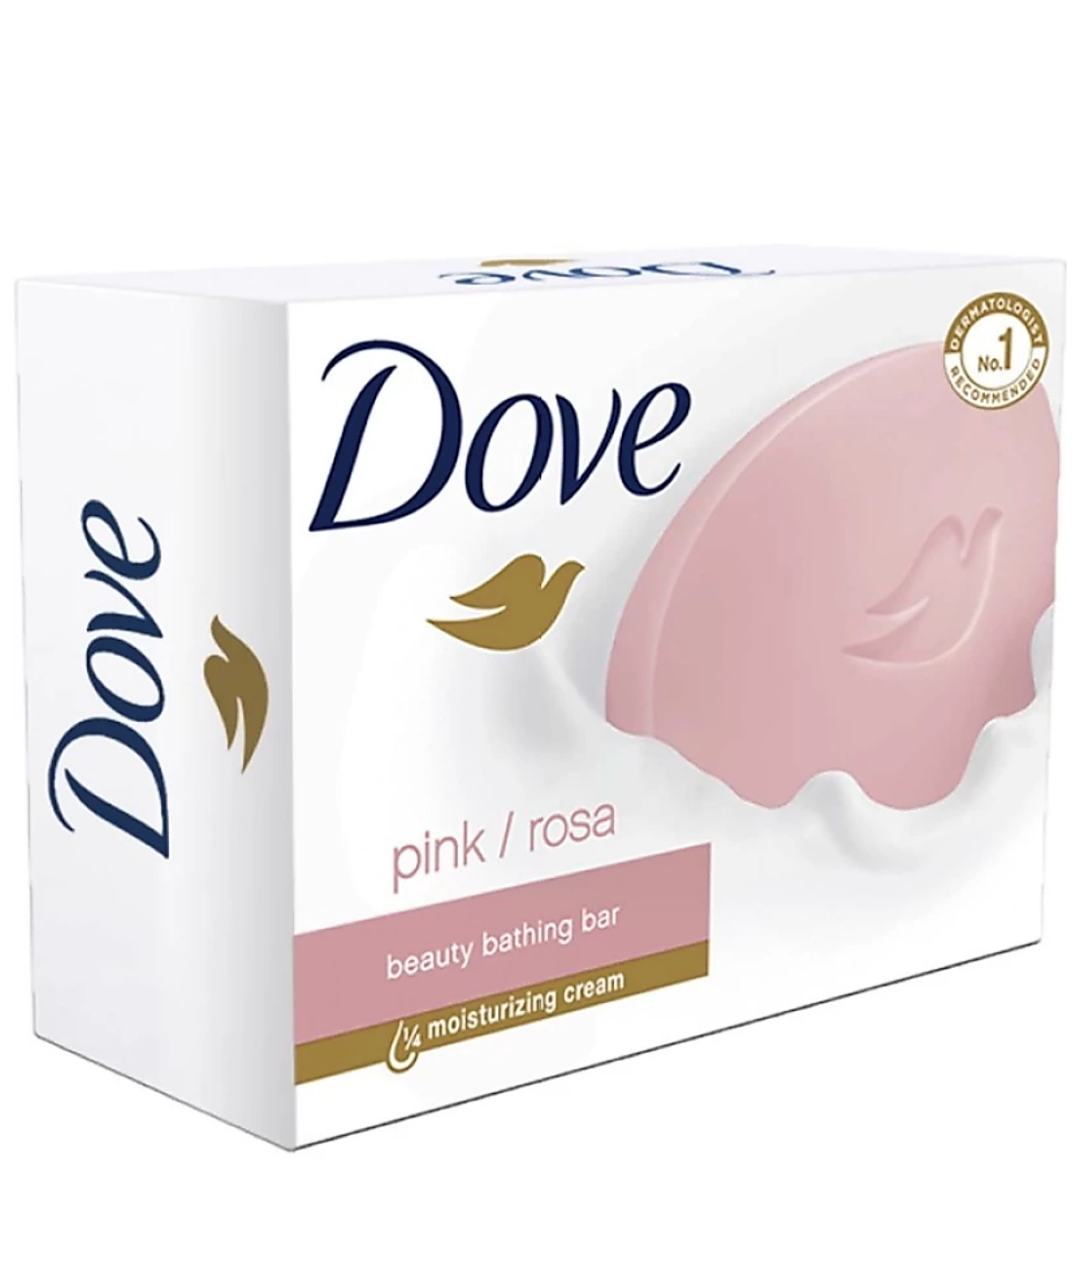 Dove
Dove
DERMATOLOGIST
No.1
RECOMMENDED
Dove
pink / rosa
beauty bathing bar
¼ moisturizing cream